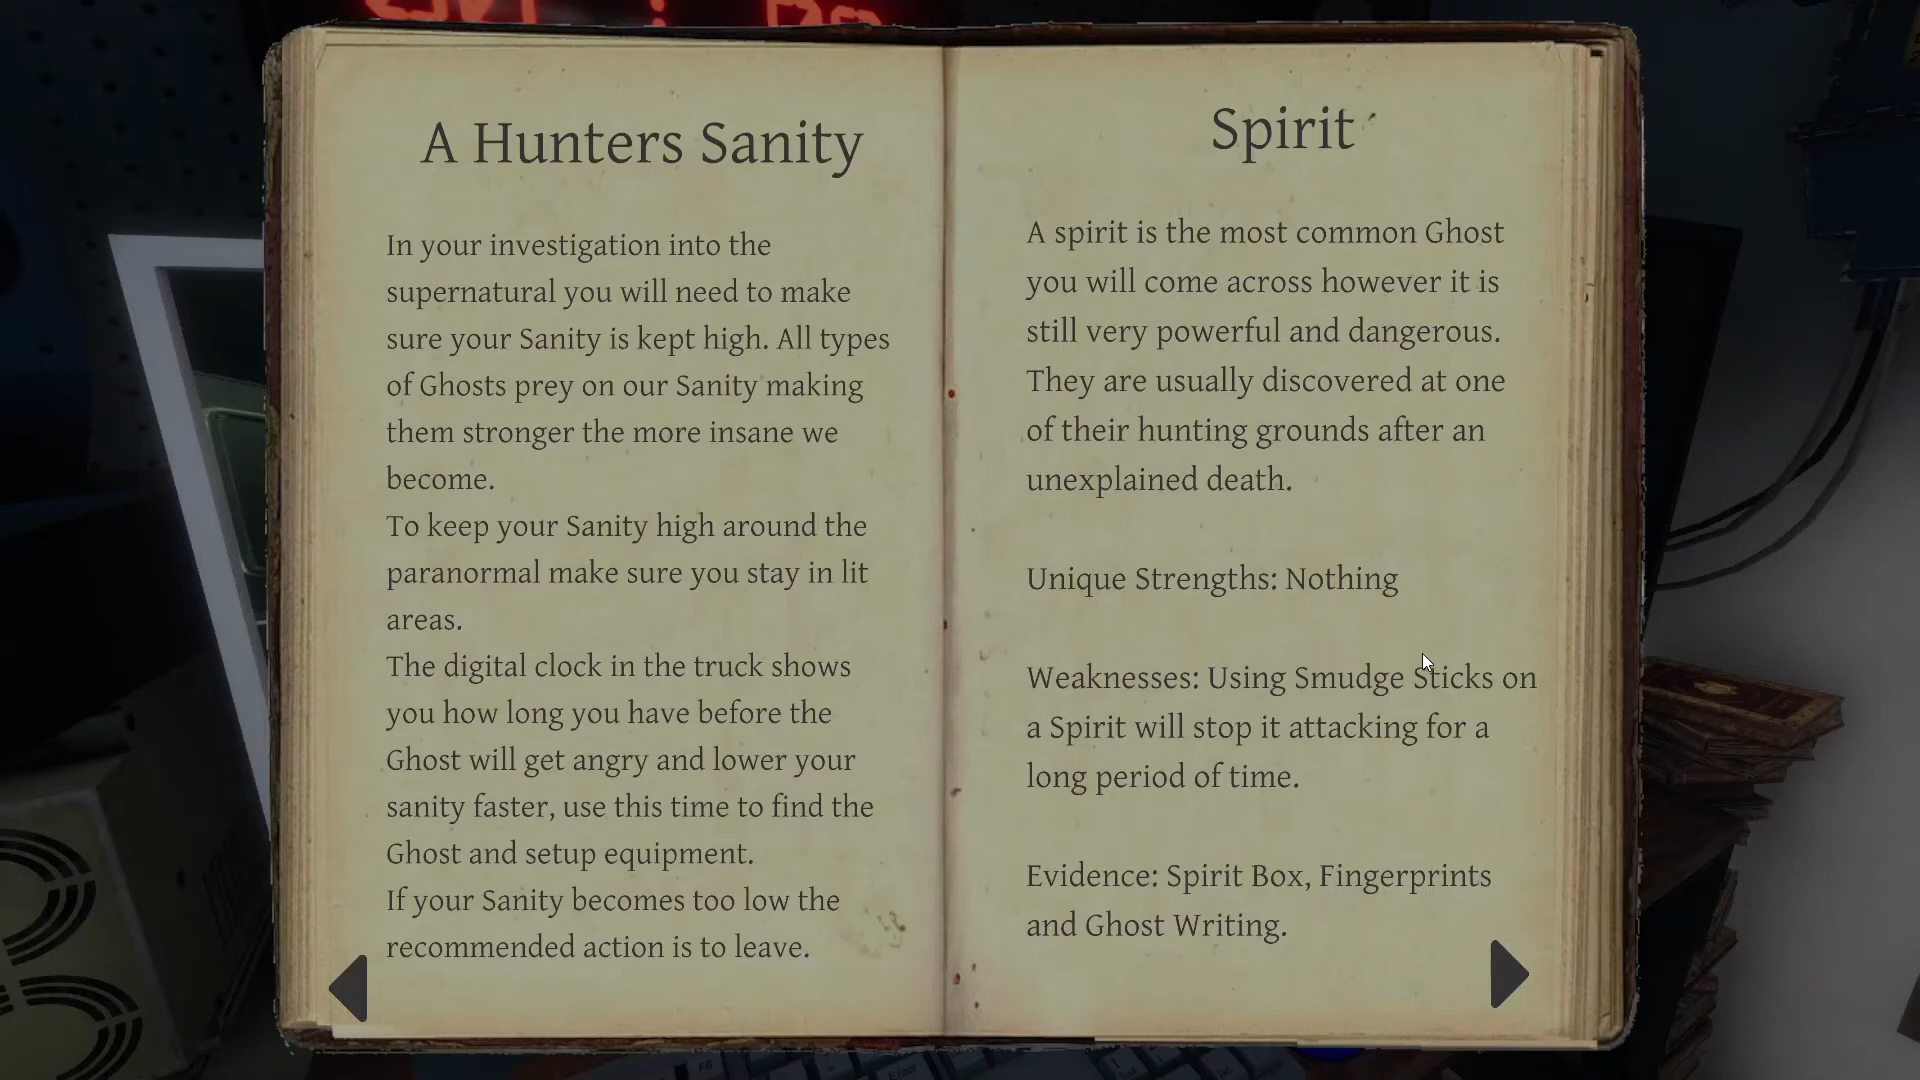 A Hunters Sanity
In your investigation into the
supernatural you will need to make
sure your Sanity is kept high. All types
of Ghosts prey on our Sanity making
them stronger the more insane we
become.
To keep your Sanity high around the
paranormal make sure you stay in lit
areas.
The digital clock in the truck shows
you how long you have before the
Ghost will get angry and lower your
sanity faster, use this time to find the
Ghost and setup equipment.
If your Sanity becomes too low the
recommended action is to leave.
Spirit
A spirit is the most common Ghost
you will come across however it is
still very powerful and dangerous.
They are usually discovered at one
of their hunting grounds after an
unexplained death.
Unique Strengths: Nothing
Weaknesses: Using Smudge Sticks on
a Spirit will stop it attacking for a
long period of time.
Evidence: Spirit Box, Fingerprints
and Ghost Writing.